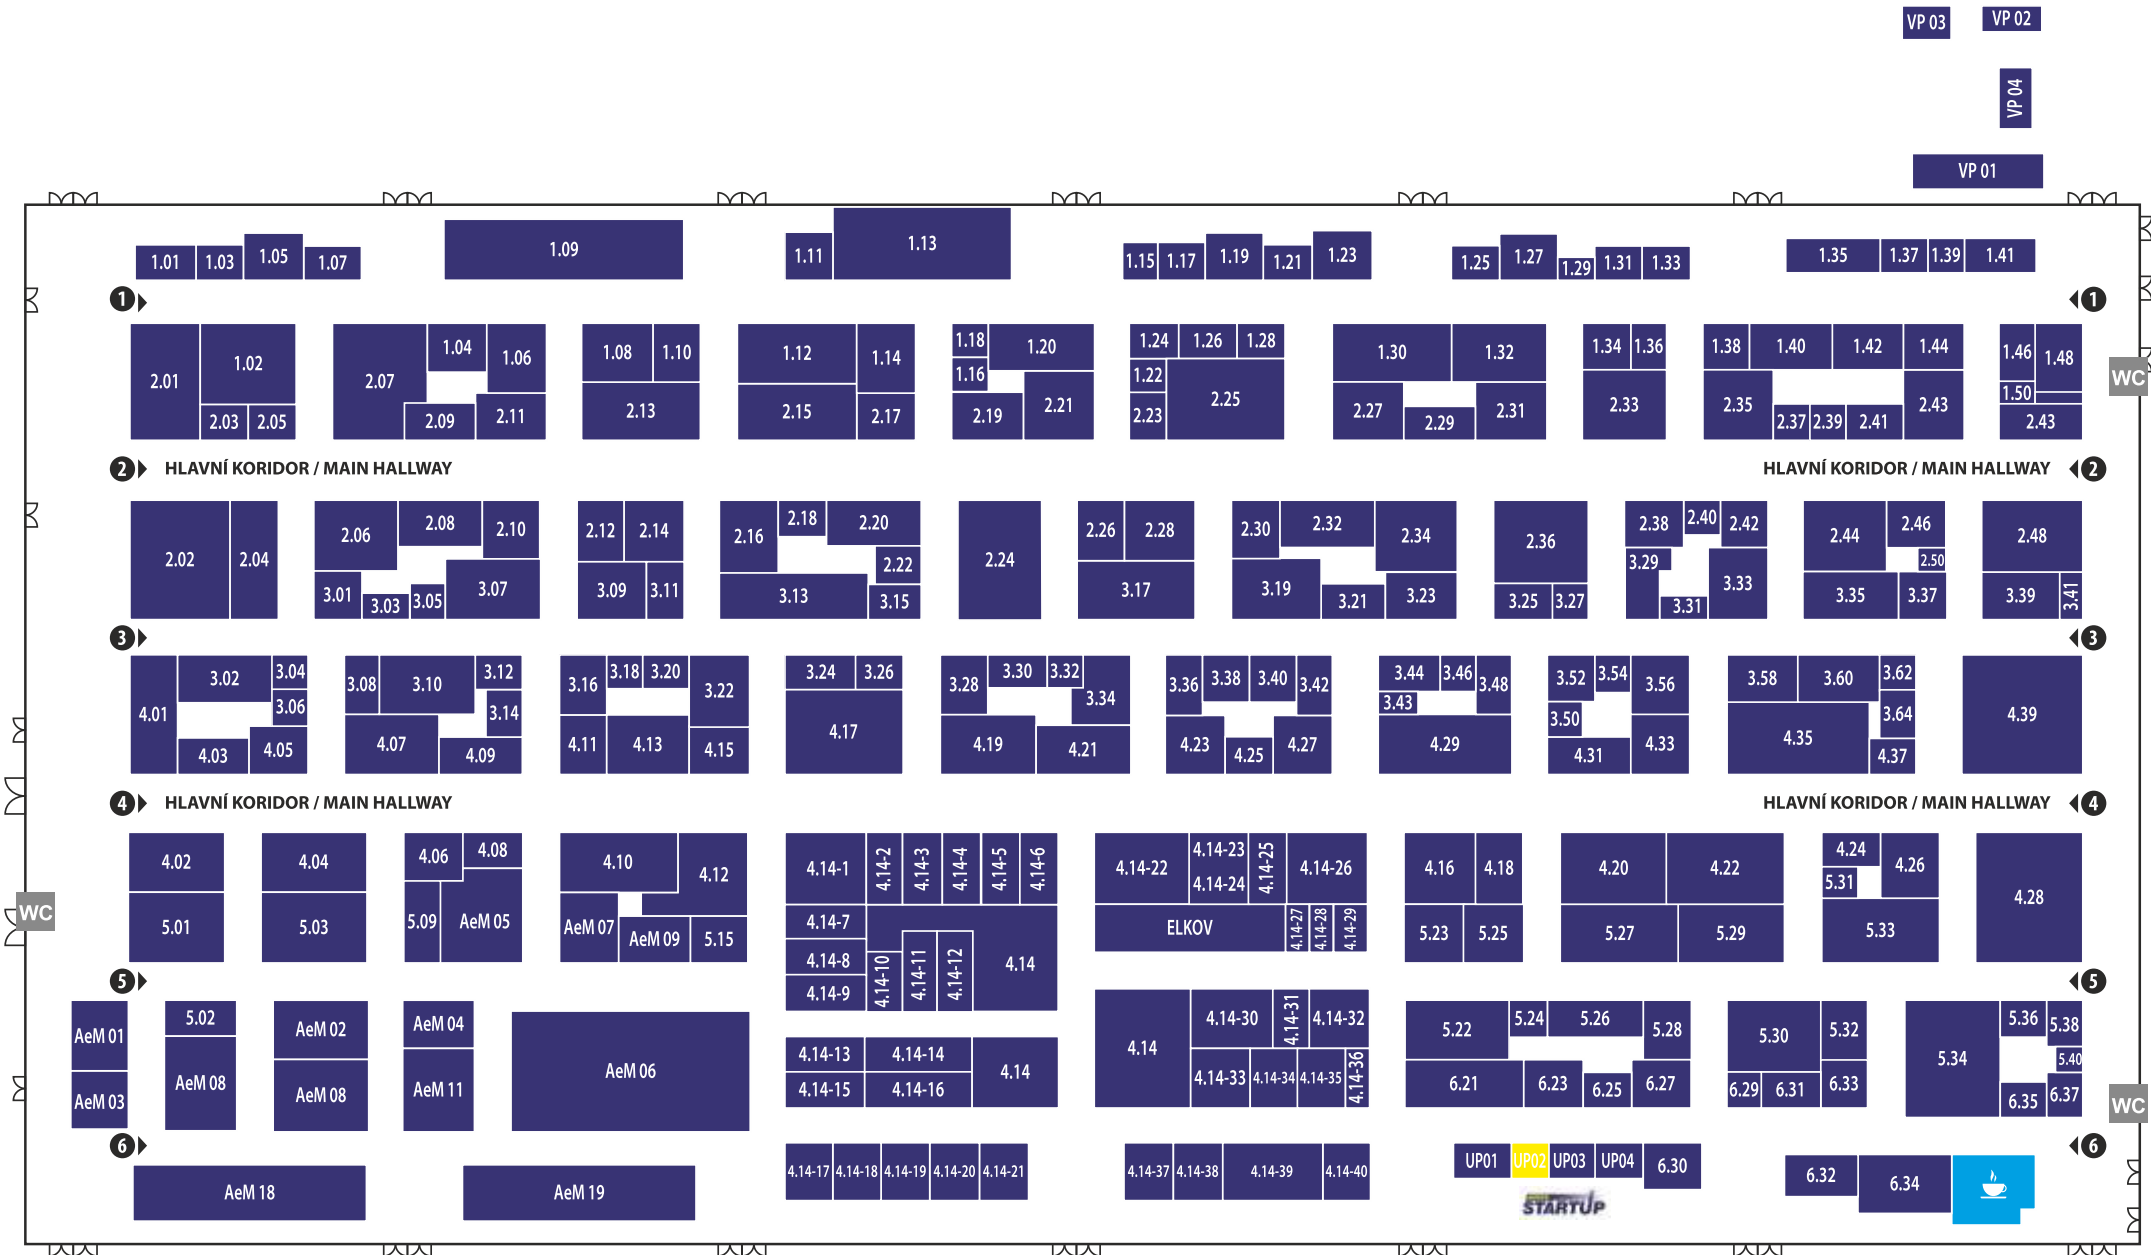 VP 03 VP 02
VP 04
VP 01
1.01 1.03 1.05 1.07 1.09 1.11 1.13 1.15 1.17 1.19 1.21 1.23 1.25 1.27 1.29 1.31 1.33 1.35 1.37 1.39 1.41
1 1
2.01 1.02 2.07 1.04 1.06 1.08 1.10 1.12 1.14 1.18 1.20 1.24 1.26 1.28 1.30 1.32 1.34 1.36 1.38 1.40 1.42 1.44 1.46 1.48
WC
1.16 1.22 1.50
2.03 2.05 2.09 2.11 2.13 2.15 2.17 2.19 2.21 2.23 2.25 2.27 2.29 2.31 2.33 2.35 2.37 2.39 2.41 2.43 2.43
2 HLAVNÍ KORIDOR / MAIN HALLWAY HLAVNÍ KORIDOR / MAIN HALLWAY 2
2.02 2.04 2.06 2.08 2.10 2.12 2.14 2.16 2.18 2.20 2.22 2.24 2.26 2.28 2.30 2.32 2.34 2.36 2.38 2.40 2.42 2.44 2.46 2.50 2.48
3.01 3.03 3.05 3.07 3.09 3.11 3.13 3.15 3.17 3.19 3.21 3.23 3.25 3.27 3.29 3.31 3.33 3.35 3.37 3.39 3.41
3 3
4.01 3.02 3.04 3.06 3.08 3.10 3.12 3.14 3.16 3.18 3.20 3.22 3.24 3.26 3.28 3.30 3.32 3.34 3.36 3.38 3.40 3.42 3.44 3.46 3.48 3.43 3.52 3.54 3.56 3.50 3.58 3.60 3.62 3.64 4.39
4.03 4.05 4.07 4.09 4.11 4.13 4.15 4.17 4.19 4.21 4.23 4.25 4.27 4.29 4.31 4.33 4.35 4.37
4 HLAVNÍ KORIDOR / MAIN HALLWAY HLAVNÍ KORIDOR / MAIN HALLWAY 4
4.02 4.04 4.06 4.08 4.10 4.12 4.14-1 4.14-2 4.14-3 4.14-4 4.14-5 4.14-6 4.14-22 4.14-23 4.14-24 4.14-25 4.14-26 4.16 4.18 4.20 4.22 4.24 4.26 5.31 4.28
WC
5.01 5.03 5.09 AeM 05 AeM 07 AeM 09 5.15 4.14-7 ELKOV 4.14-27 4.14-28 4.14-29 5.23 5.25 5.27 5.29 5.33
4.14-8 4.14-9 4.14-10 4.14-11 4.14-12 4.14
5 5
AeM 01 5.02 AeM 02 AeM 04 AeM 06 4.14 4.14-30 4.14-31 4.14-32 5.22 5.24 5.26 5.28 5.30 5.32 5.34 5.36 5.38 5.40
AeM 03 AeM 08 AeM 08 AeM 11 4.14-13 4.14-14 4.14 4.14-33 4.14-34 4.14-35 4.14-36 6.21 6.23 6.25 6.27 6.29 6.31 6.33 6.35 6.37
4.14-15 4.14-16
WC
6 6
AeM 18 AeM 19 4.14-17 4.14-18 4.14-19 4.14-20 4.14-21 4.14-37 4.14-38 4.14-39 4.14-40 UP01 UP02 UP03 UP04 6.30 6.32 6.34
STARTUP